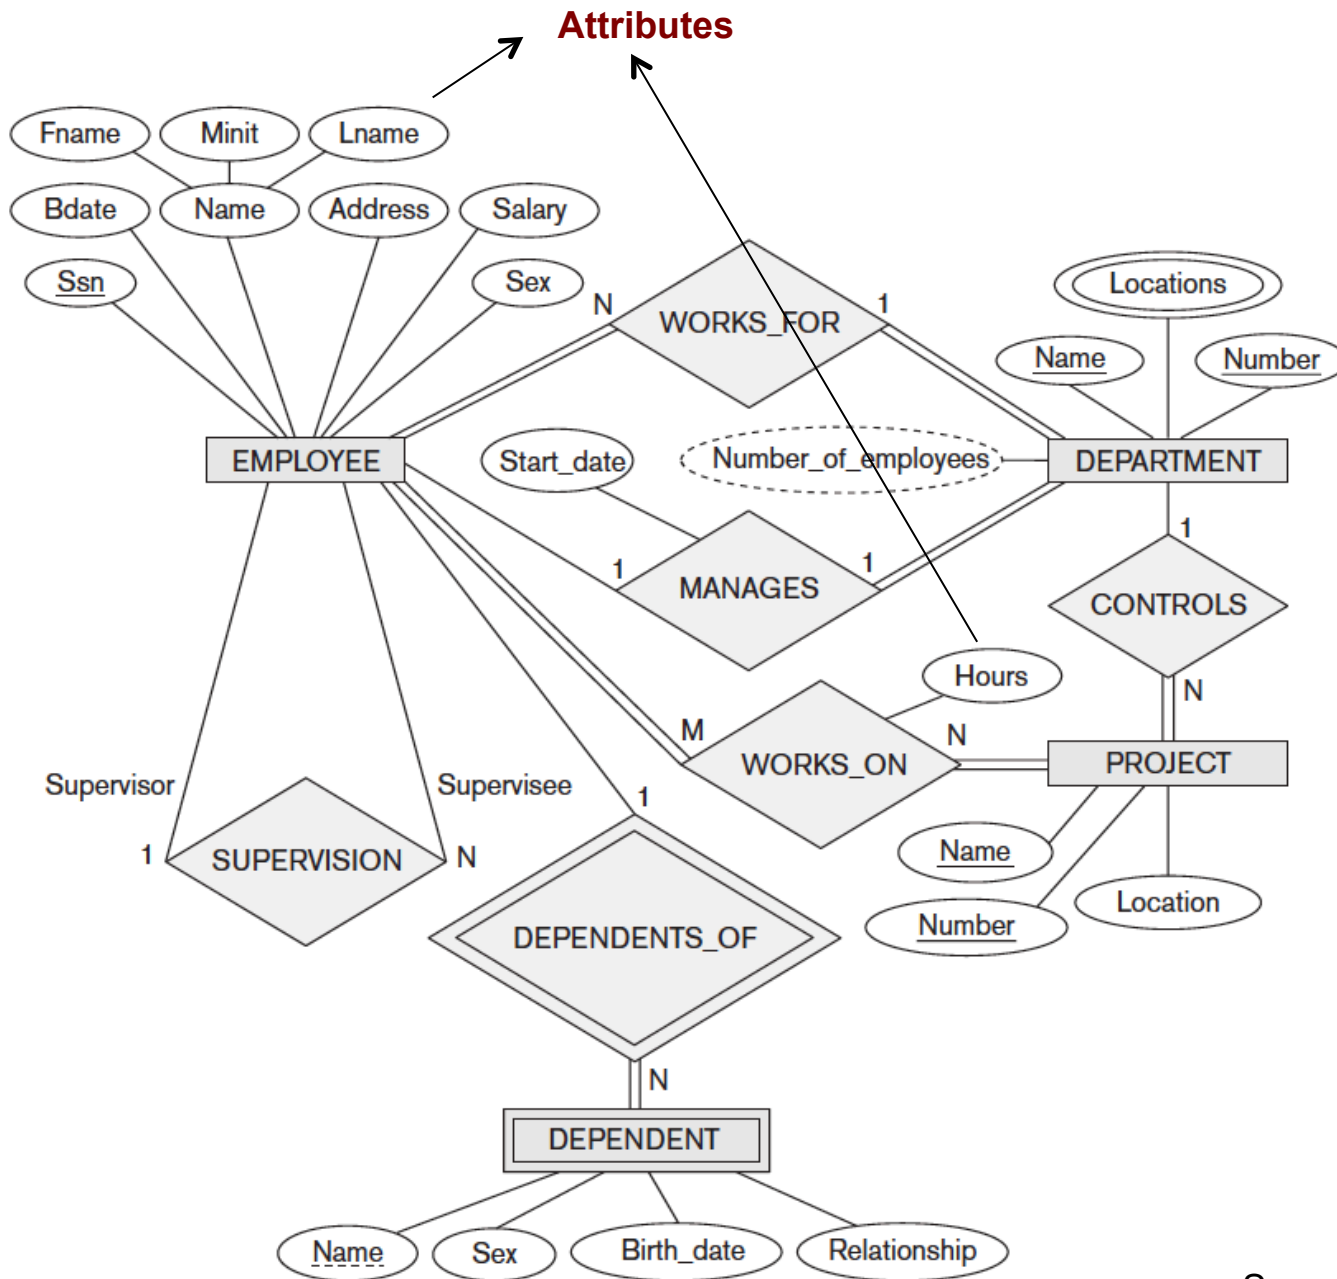 Attributes
Fname Minit Lname
Bdate Name Address Salary
Ssn Sex
N WORKS_FOR 1
Locations
Name Number
EMPLOYEE Start_date Number_of_employees DEPARTMENT
1 MANAGES 1
1
CONTROLS
N
Hours
M WORKS_ON N PROJECT
Supervisor Supervisee
1 SUPERVISION N
1
Name
Number
Location
DEPENDENTS_OF
N
DEPENDENT
Name Sex Birth_date Relationship